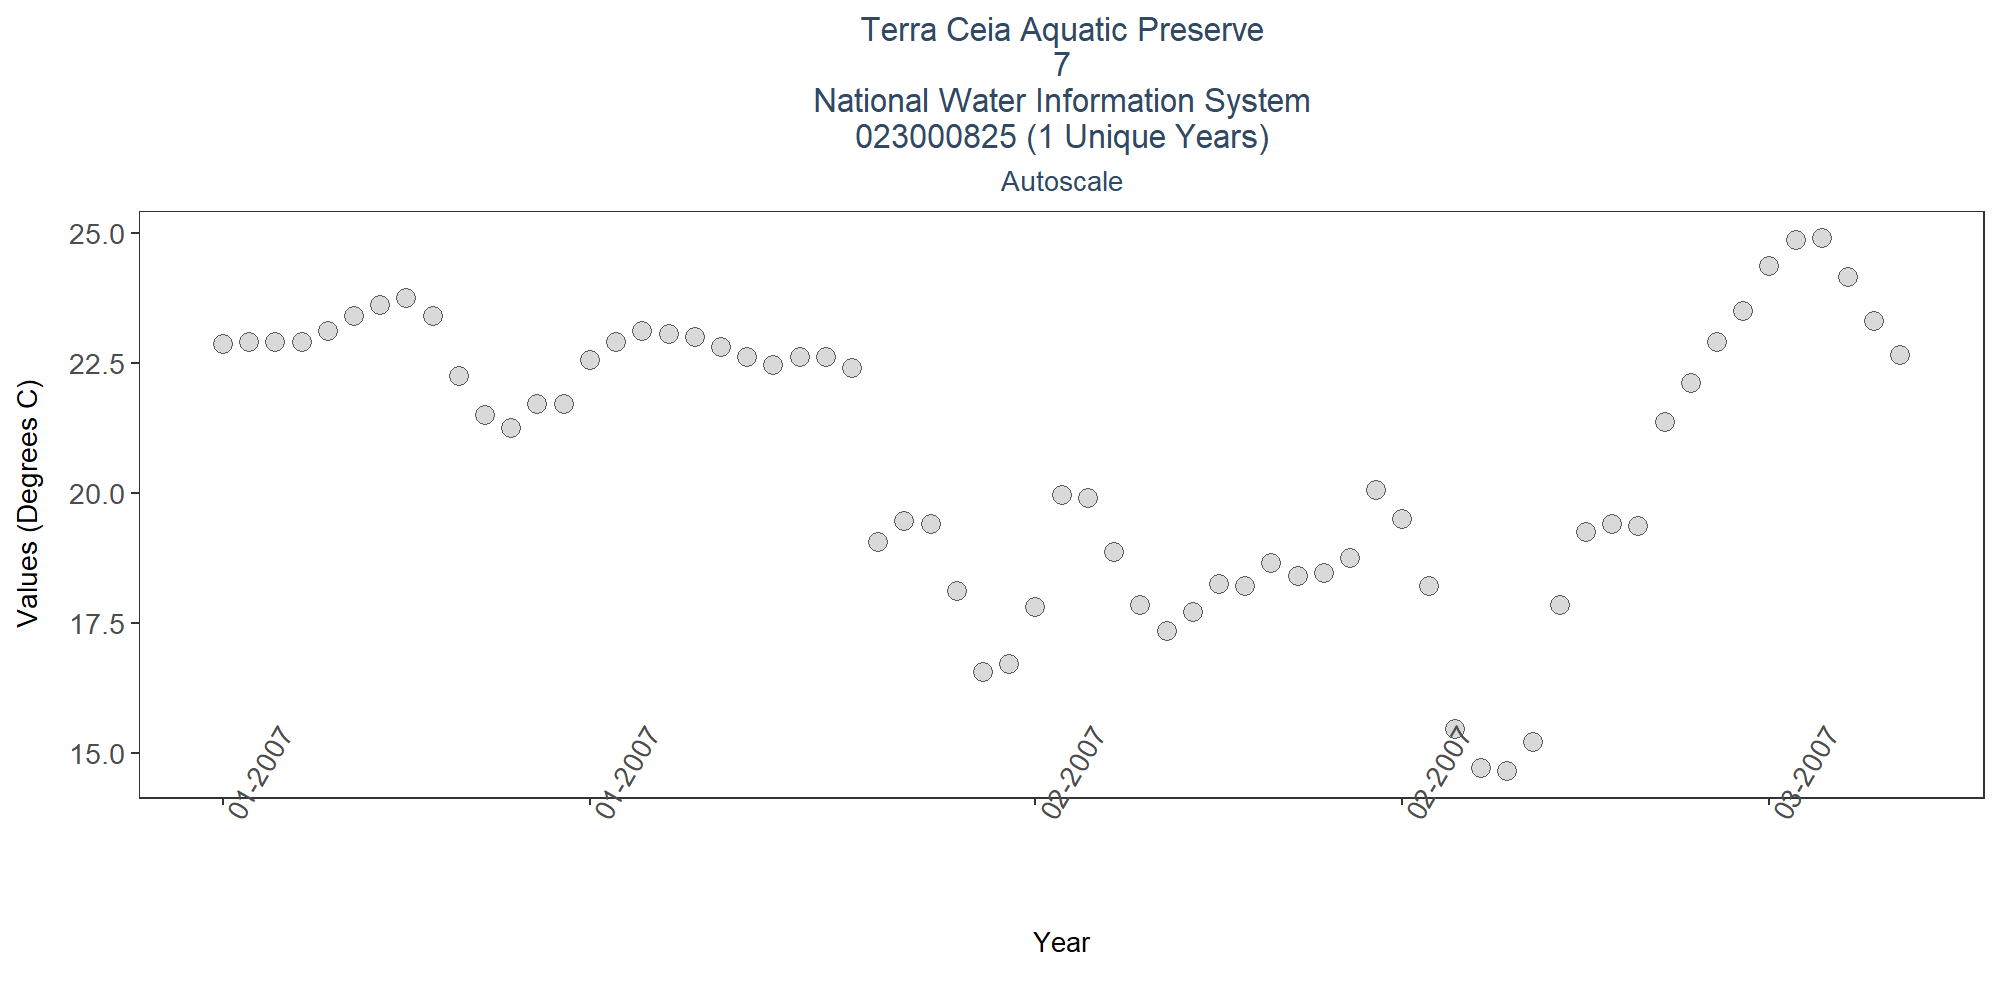 Terra Ceia Aquatic Preserve
7
National Water Information System
023000825 (1 Unique Years)
Autoscale
Values (Degrees C)
25.0
22.5
20.0
17.5
15.0
01-2007
01-2007
02-2007
02-2007
03-2007
Year